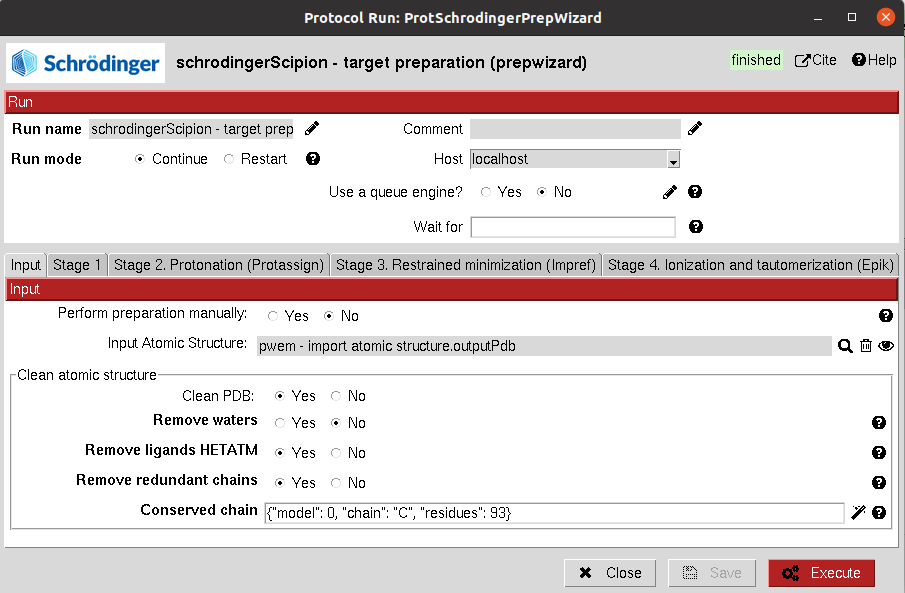 Protocol Run: ProtSchrodingerPrepWizard
Schrödinger schrodingerScipion - target preparation (prepwizard) finished Cite Help
Run
Run name schrodingerScipion - target prep Comment
Run mode Continue Restart Host localhost
Use a queue engine? Yes No
Wait for
Input Stage 1 Stage 2. Protonation (Protassign) Stage 3. Restrained minimization (Impref) Stage 4. Ionization and tautomerization (Epik)
Input
Perform preparation manually: Yes No
Input Atomic Structure: pwem - import atomic structure.outputPdb
Clean atomic structure
Clean PDB: Yes No
Remove waters Yes No
Remove ligands HETATM Yes No
Remove redundant chains Yes No
Conserved chain {"model": 0, "chain": "C", "residues": 93}
Close Save Execute